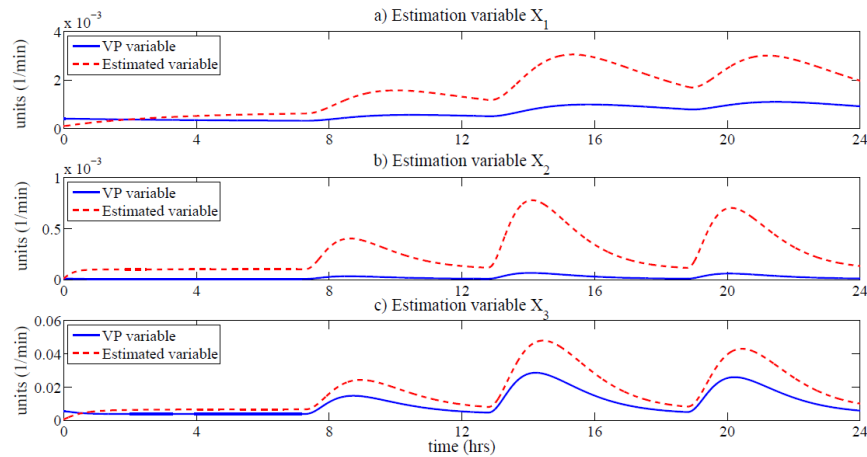 a) Estimation variable X1
x 10⁻³
units (1/min)
4
2
0
VP variable
Estimated variable
0 4 8 12 16 20 24
b) Estimation variable X2
x 10⁻³
units (1/min)
1
0.5
0
VP variable
Estimated variable
0 4 8 12 16 20 24
c) Estimation variable X3
units (1/min)
0.06
0.04
0.02
0
VP variable
Estimated variable
0 4 8 12 16 20 24
time (hrs)